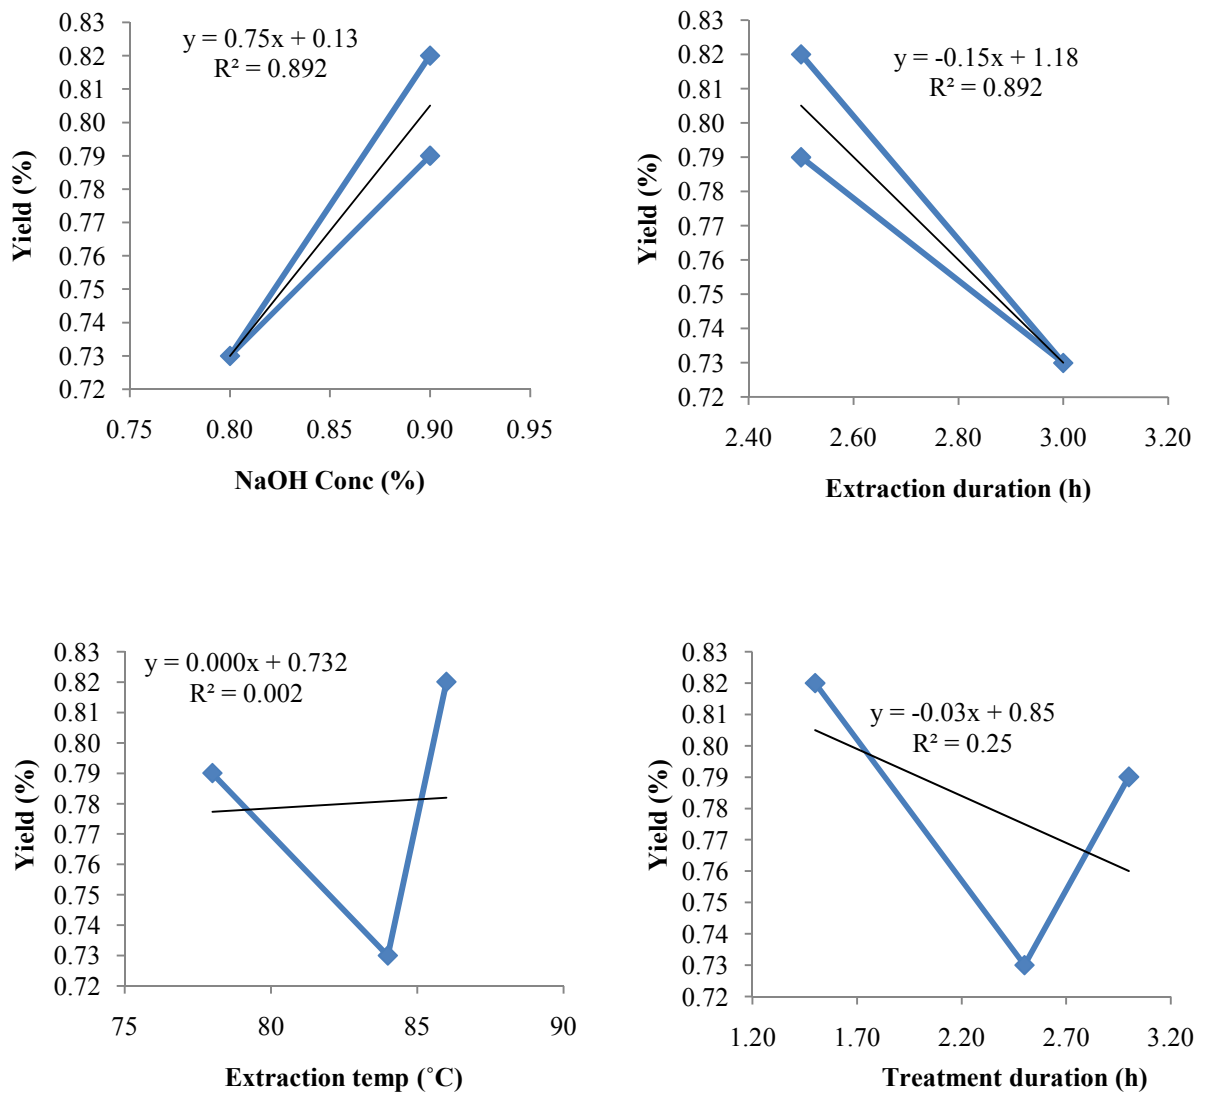 0.83
0.82
0.81
0.80
0.79
0.78
0.77
0.76
0.75
0.74
0.73
0.72
Yield (%)
y = 0.75x + 0.13
R² = 0.892
0.75 0.80 0.85 0.90 0.95
NaOH Conc (%)
0.83
0.82
0.81
0.80
0.79
0.78
0.77
0.76
0.75
0.74
0.73
0.72
Yield (%)
y = -0.15x + 1.18
R² = 0.892
2.40 2.60 2.80 3.00 3.20
Extraction duration (h)
0.83
0.82
0.81
0.80
0.79
0.78
0.77
0.76
0.75
0.74
0.73
0.72
Yield (%)
y = 0.000x + 0.732
R² = 0.002
75 80 85 90
Extraction temp (˚C)
0.83
0.82
0.81
0.80
0.79
0.78
0.77
0.76
0.75
0.74
0.73
0.72
Yield (%)
y = -0.03x + 0.85
R² = 0.25
1.20 1.70 2.20 2.70 3.20
Treatment duration (h)